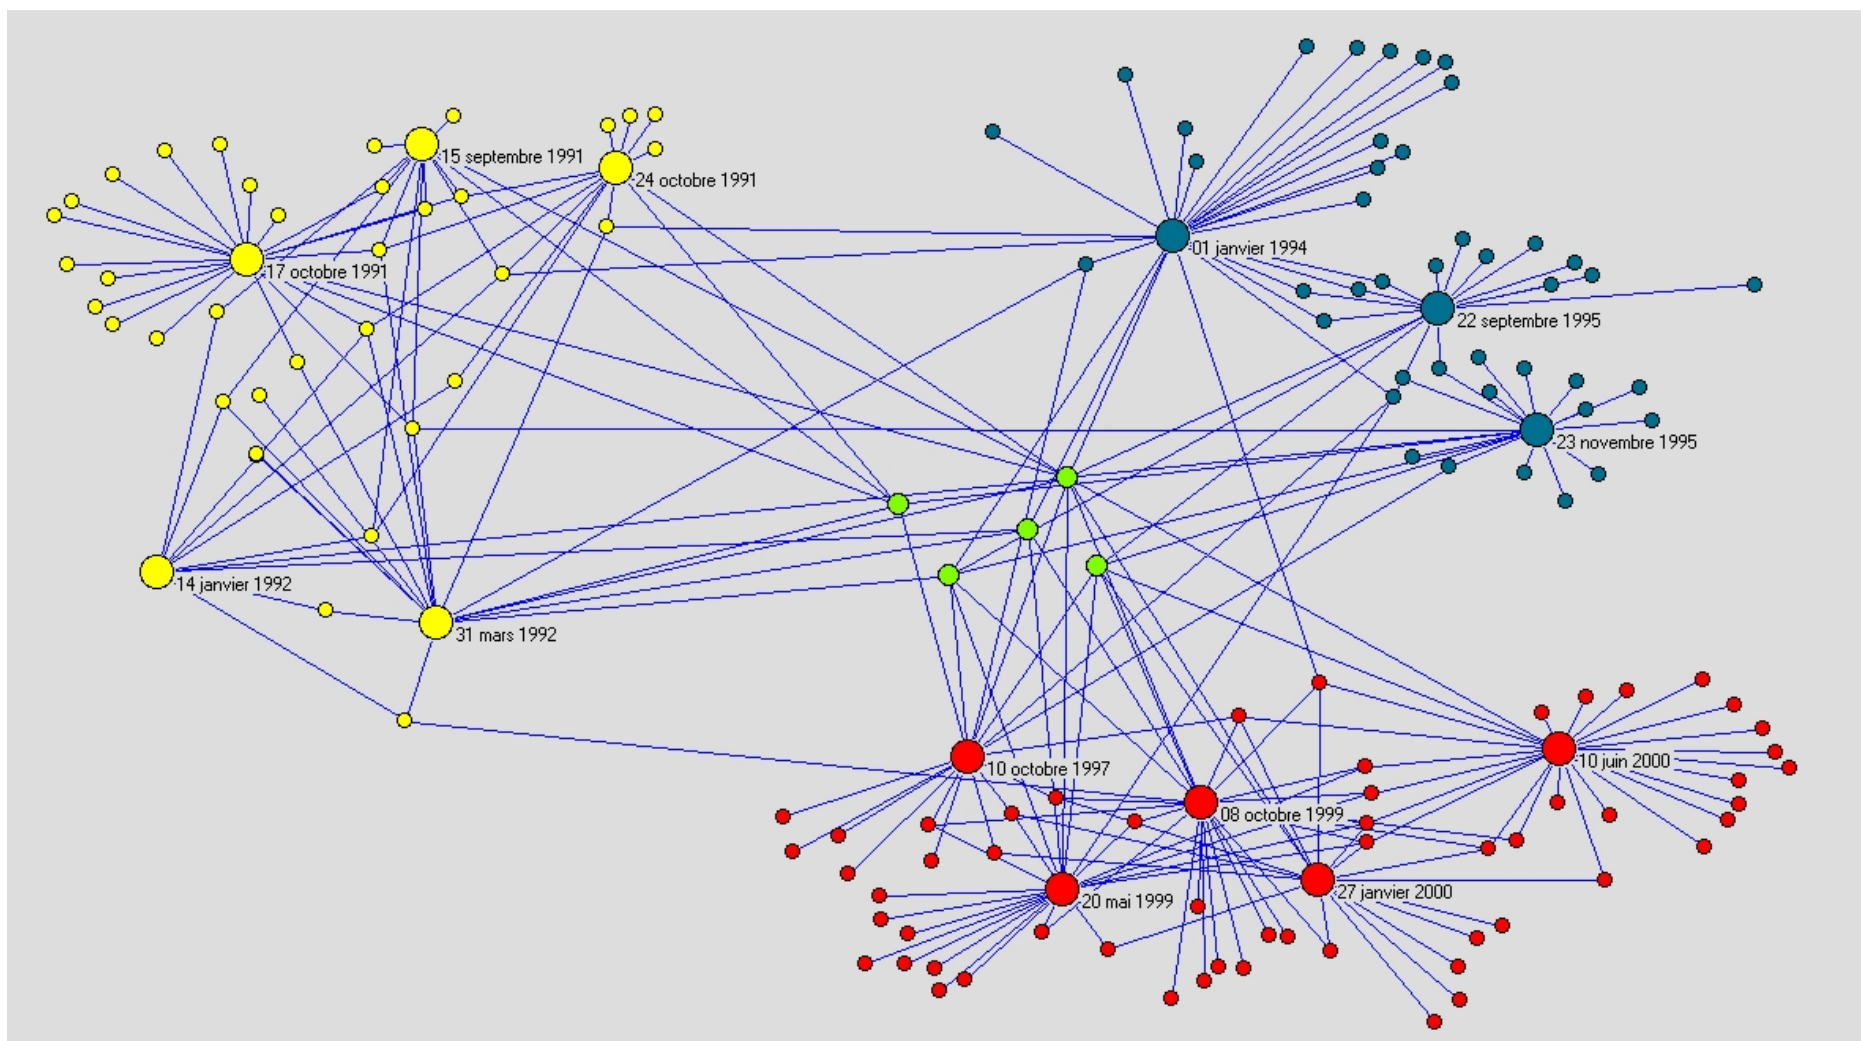 15 septembre 1991
24 octobre 1991
01 janvier 1994
17 octobre 1991
22 septembre 1995
23 novembre 1995
14 janvier 1992
31 mars 1992
10 octobre 1997
10 juin 2000
08 octobre 1999
27 janvier 2000
20 mai 1999